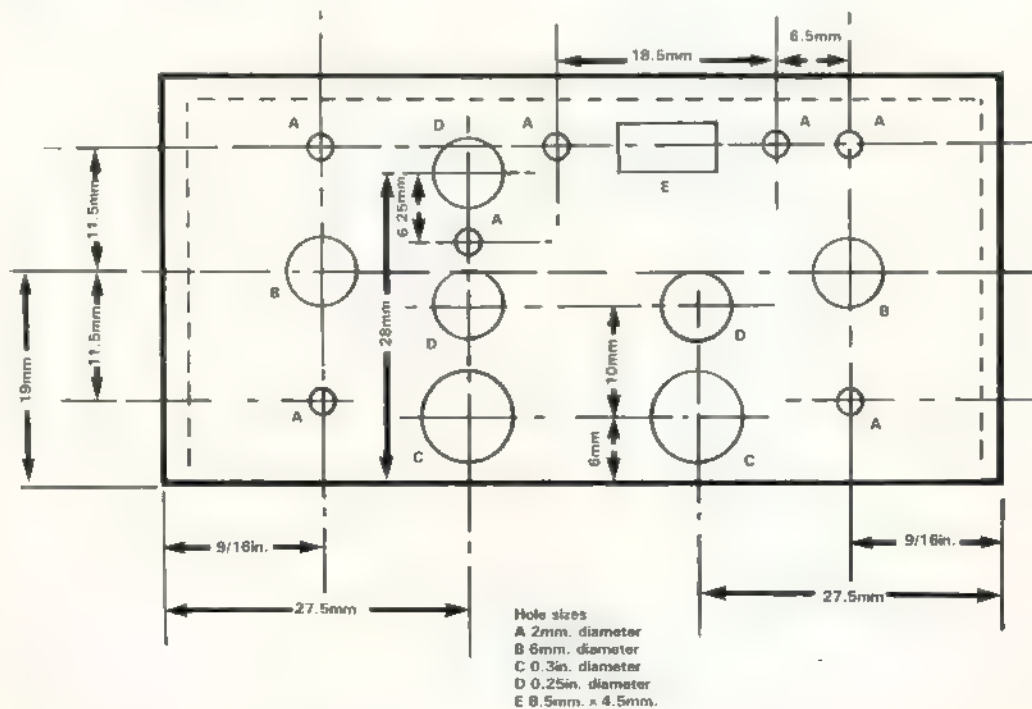 6.5mm
18.5mm
A
D
A
A
A
E
11.5mm
6 25mm
A
28mm
B
B
D
D
10mm
11.5mm
19mm
A
A
C
C
6mm
9/16in.
9/16in.
27.5mm
27.5mm
Hole sizes
A 2mm. diameter
B 6mm. diameter
C 0.3in. diameter
D 0.25in. diameter
E 8.5mm. × 4.5mm.